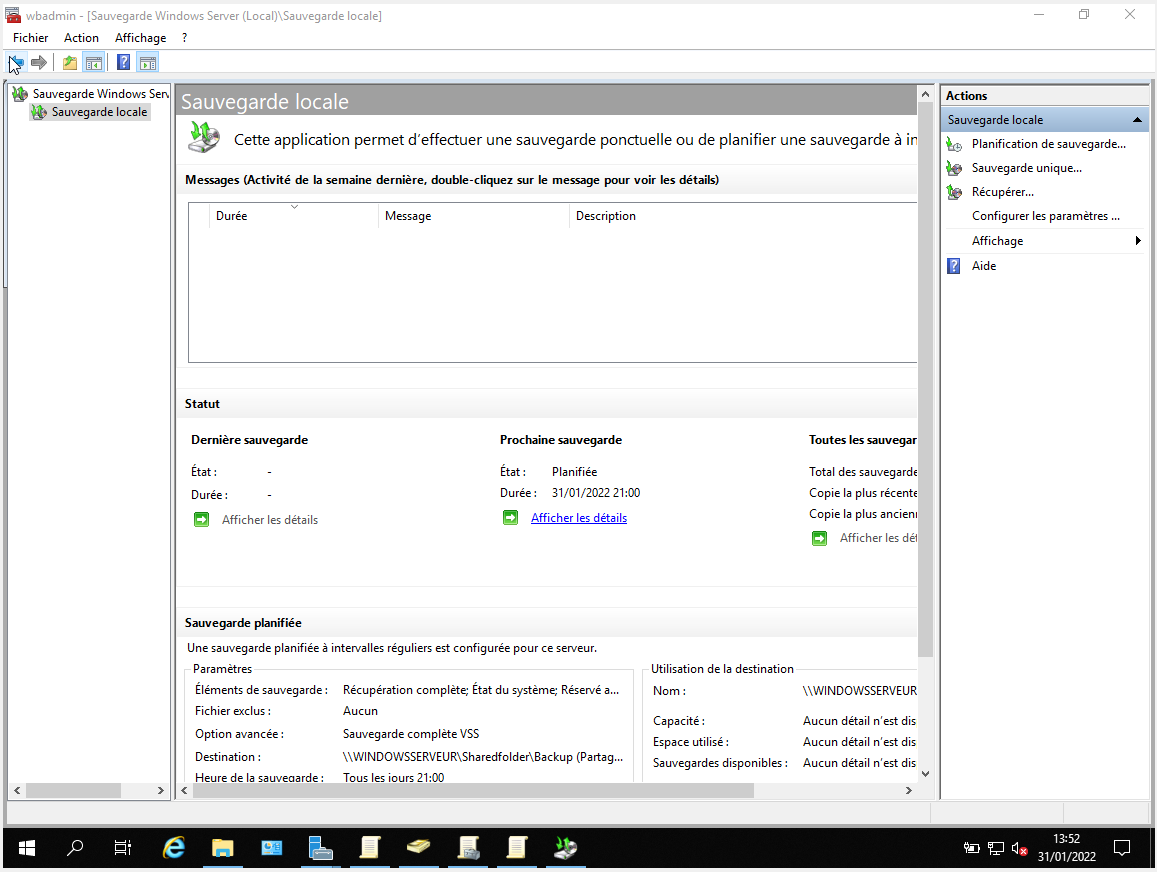 wbadmin - [Sauvegarde Windows Server (Local)\Sauvegarde locale]
Fichier Action Affichage ?
Sauvegarde Windows Serv
Sauvegarde locale
Sauvegarde locale
Cette application permet d'effectuer une sauvegarde ponctuelle ou de planifier une sauvegarde à in
Messages (Activité de la semaine dernière, double-cliquez sur le message pour voir les détails)
Durée Message Description
Statut
Dernière sauvegarde
État : -
Durée : -
Afficher les détails
Prochaine sauvegarde
État : Planifiée
Durée : 31/01/2022 21:00
Afficher les détails
Toutes les sauvegar
Total des sauvegarde
Copie la plus récente
Copie la plus ancien
Afficher les dét
Sauvegarde planifiée
Une sauvegarde planifiée à intervalles réguliers est configurée pour ce serveur.
Paramètres
Éléments de sauvegarde : Récupération complète; État du système; Réservé a...
Fichier exclus : Aucun
Option avancée : Sauvegarde complète VSS
Destination : \\WINDOWSSERVEUR\Sharedfolder\Backup (Partag...
Heure de la sauvegarde : Tous les jours 21:00
Utilisation de la destination
Nom : \\WINDOWSSERVEUR
Capacité : Aucun détail n'est dis
Espace utilisé : Aucun détail n'est dis
Sauvegardes disponibles : Aucun détail n'est dis
Actions
Sauvegarde locale
Planification de sauvegarde...
Sauvegarde unique...
Récupérer...
Configurer les paramètres ...
Affichage
Aide
13:52
31/01/2022